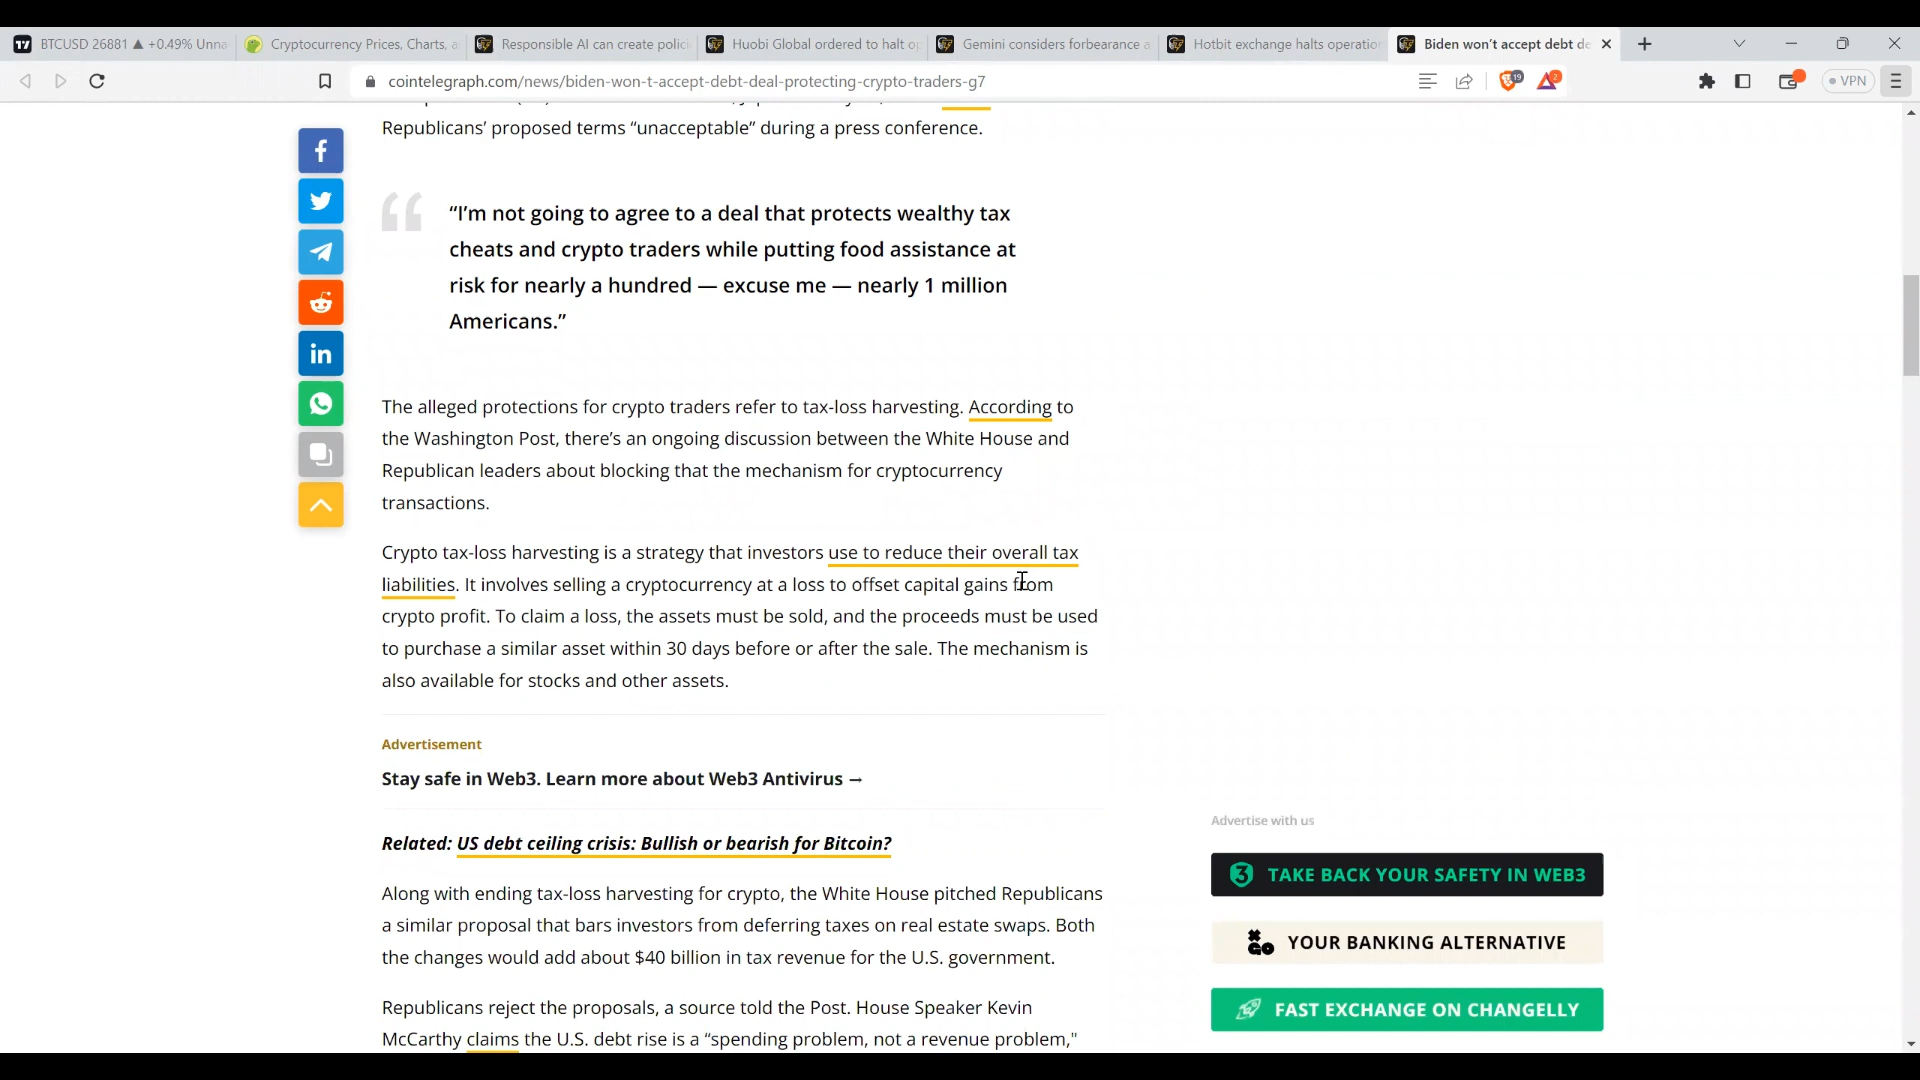 BTCUSD 26881 ▲ +0.49% Unna
Cryptocurrency Prices, Charts, a
Responsible AI can create polici
Huobi Global ordered to halt op
Gemini considers forbearance a
Hotbit exchange halts operation
Biden won't accept debt de
cointelegraph.com/news/biden-won-t-accept-debt-deal-protecting-crypto-traders-g7
19
2
VPN
Republicans' proposed terms “unacceptable” during a press conference.
“I'm not going to agree to a deal that protects wealthy tax
cheats and crypto traders while putting food assistance at
risk for nearly a hundred — excuse me — nearly 1 million
Americans.”
The alleged protections for crypto traders refer to tax-loss harvesting. According to
the Washington Post, there's an ongoing discussion between the White House and
Republican leaders about blocking that the mechanism for cryptocurrency
transactions.
Crypto tax-loss harvesting is a strategy that investors use to reduce their overall tax
liabilities. It involves selling a cryptocurrency at a loss to offset capital gains from
crypto profit. To claim a loss, the assets must be sold, and the proceeds must be used
to purchase a similar asset within 30 days before or after the sale. The mechanism is
also available for stocks and other assets.
Advertisement
Stay safe in Web3. Learn more about Web3 Antivirus →
Related: US debt ceiling crisis: Bullish or bearish for Bitcoin?
Along with ending tax-loss harvesting for crypto, the White House pitched Republicans
a similar proposal that bars investors from deferring taxes on real estate swaps. Both
the changes would add about $40 billion in tax revenue for the U.S. government.
Republicans reject the proposals, a source told the Post. House Speaker Kevin
McCarthy claims the U.S. debt rise is a “spending problem, not a revenue problem,"
Advertise with us
TAKE BACK YOUR SAFETY IN WEB3
YOUR BANKING ALTERNATIVE
FAST EXCHANGE ON CHANGELLY